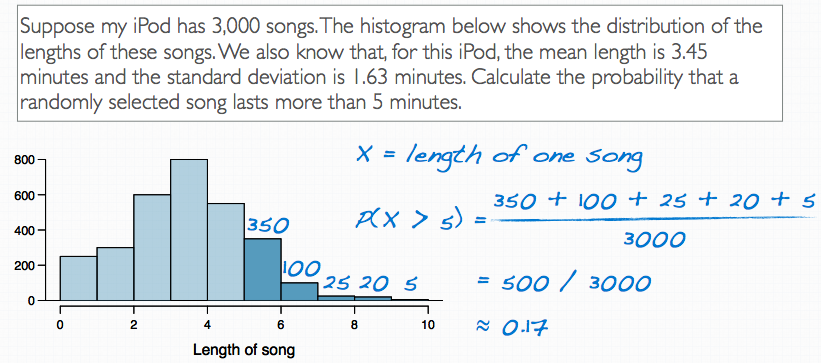 Suppose my iPod has 3,000 songs. The histogram below shows the distribution of the
lengths of these songs. We also know that, for this iPod, the mean length is 3.45
minutes and the standard deviation is 1.63 minutes. Calculate the probability that a
randomly selected song lasts more than 5 minutes.
X = length of one song
P(X > 5) = 350 + 100 + 25 + 20 + 5
3000
= 500 / 3000
≈ 0.17
800
600
400
200
0
350
100
25 20 5
0 2 4 6 8 10
Length of song